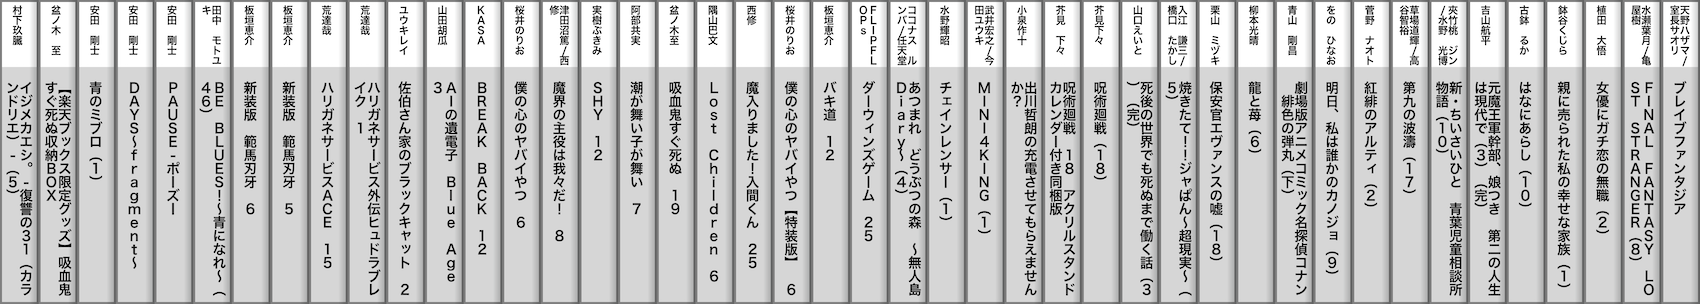 天野ハザマ/
室長サオリ
ブレイブファンタジア
水瀬葉月/亀
屋樹
FINAL FANTASY LO
ST STRANGER(8)
植田 大悟
女優にガチ恋の無職(2)
鉢谷くじら
親に売られた私の幸せな家族(1)
古鉢 るか
はなにあらし(10)
吉山航平
元魔王軍幹部、娘つき 第二の人生
は現代で(3)(完)
夾竹桃 ジン
/水野 光博
新・ちいさいひと 青葉児童相談所
物語(10)
草場道輝/高
谷智裕
第九の波濤(17)
菅野 ナオト
紅緋のアルティ(2)
をの ひなお
明日、私は誰かのカノジョ(9)
青山 剛昌
劇場版アニメコミック名探偵コナン
緋色の弾丸(下)
柳本光晴
龍と苺(6)
栗山 ミヅキ
保安官エヴァンスの嘘(18)
入江 謙三/
橋口 たかし
焼きたて!!ジャぱん~超現実~(
5)
山口えいと
死後の世界でも死ぬまで働く話(3
)(完)
芥見下々
呪術廻戦(18)
芥見 下々
呪術廻戦 18 アクリルスタンド
カレンダー付き同梱版
小泉作十
出川哲朗の充電させてもらえません
か?
武井宏之/今
田ユウキ
MINI4KING(1)
水野輝昭
チェインレンサー(1)
ココナス ル
ンバ/任天堂
あつまれ どうぶつの森 ~無人島
Diary~(4)
FLIPFL
OPs
ダーウィンズゲーム 25
板垣恵介
バキ道 12
桜井のりお
僕の心のヤバイやつ【特装版】 6
西修
魔入りました!入間くん 25
隅山巴文
Lost Children 6
盆ノ木至
吸血鬼すぐ死ぬ 19
阿部共実
潮が舞い子が舞い 7
実樹ぶきみ
SHY 12
津田沼篤/西
修
魔界の主役は我々だ! 8
桜井のりお
僕の心のヤバイやつ 6
KASA
BREAK BACK 12
山田胡瓜
AIの遺電子 Blue Age
3
ユウキレイ
佐伯さん家のブラックキャット 2
荒達哉
ハリガネサービス外伝ヒュドラブレ
イク 1
荒達哉
ハリガネサービスACE 15
板垣恵介
新装版 範馬刃牙 5
板垣恵介
新装版 範馬刃牙 6
田中 モトユ
キ
BE BLUES!~青になれ~(
46)
安田 剛士
PAUSE-ポーズ-
安田 剛士
DAYS~fragment~
安田 剛士
青のミブロ(1)
盆ノ木 至
【楽天ブックス限定グッズ】吸血鬼
すぐ死ぬ収納BOX
村下玖臓
イジメカエシ。-復讐の31(カラ
ンドリエ)-(5)